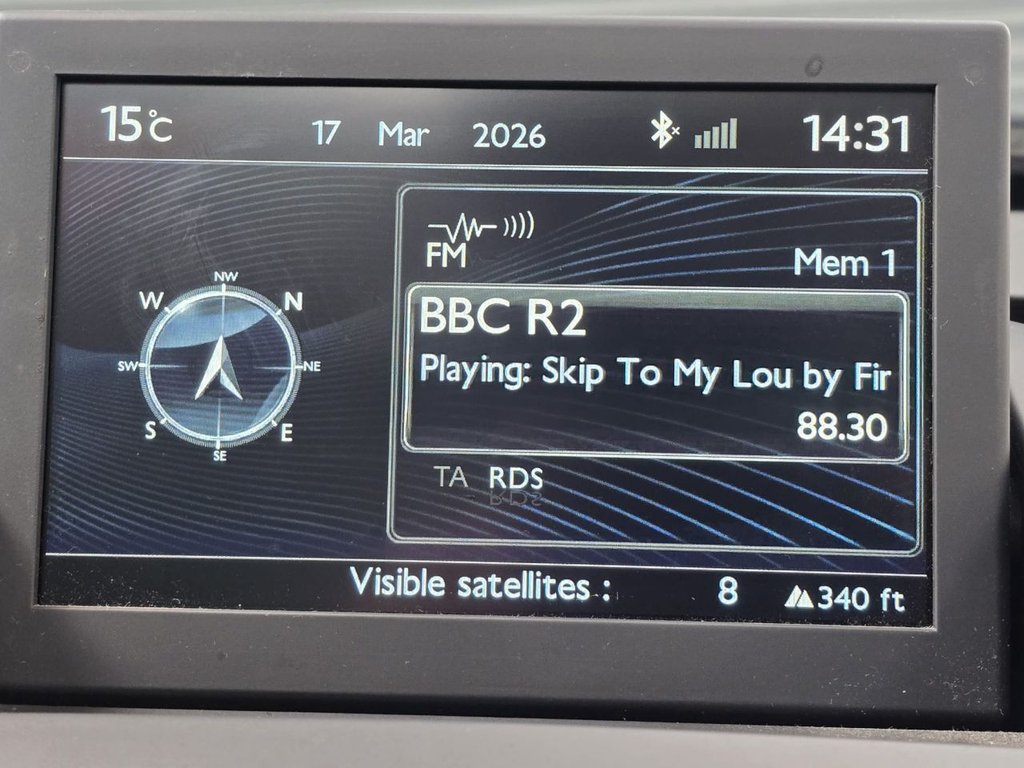 15°C 17 Mar 2026 14:31
FM
Mem 1
BBC R2
Playing: Skip To My Lou by Fir
88.30
TA RDS
NW
W N
SW NE
S E
SE
Visible satellites : 8 340 ft